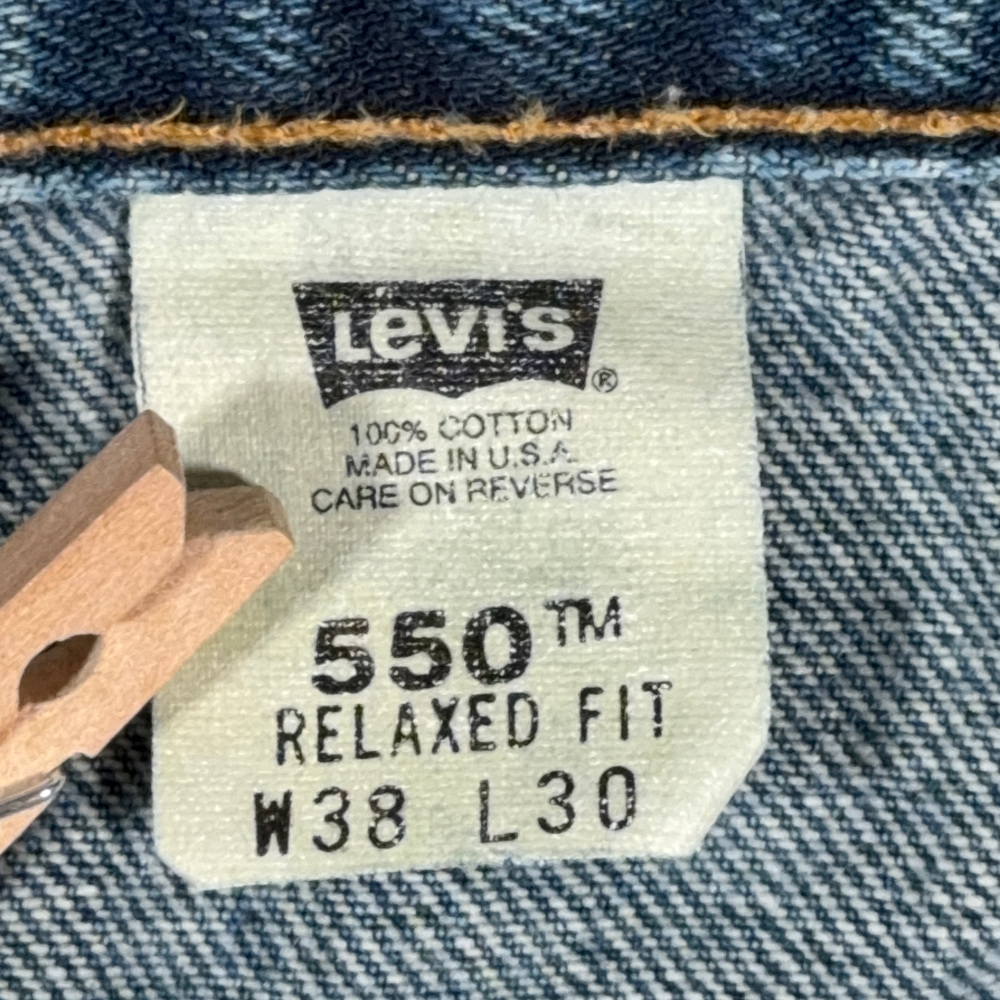 Levi's ®
100% COTTON
MADE IN U.S.A.
CARE ON REVERSE
550™
RELAXED FIT
W38 L30